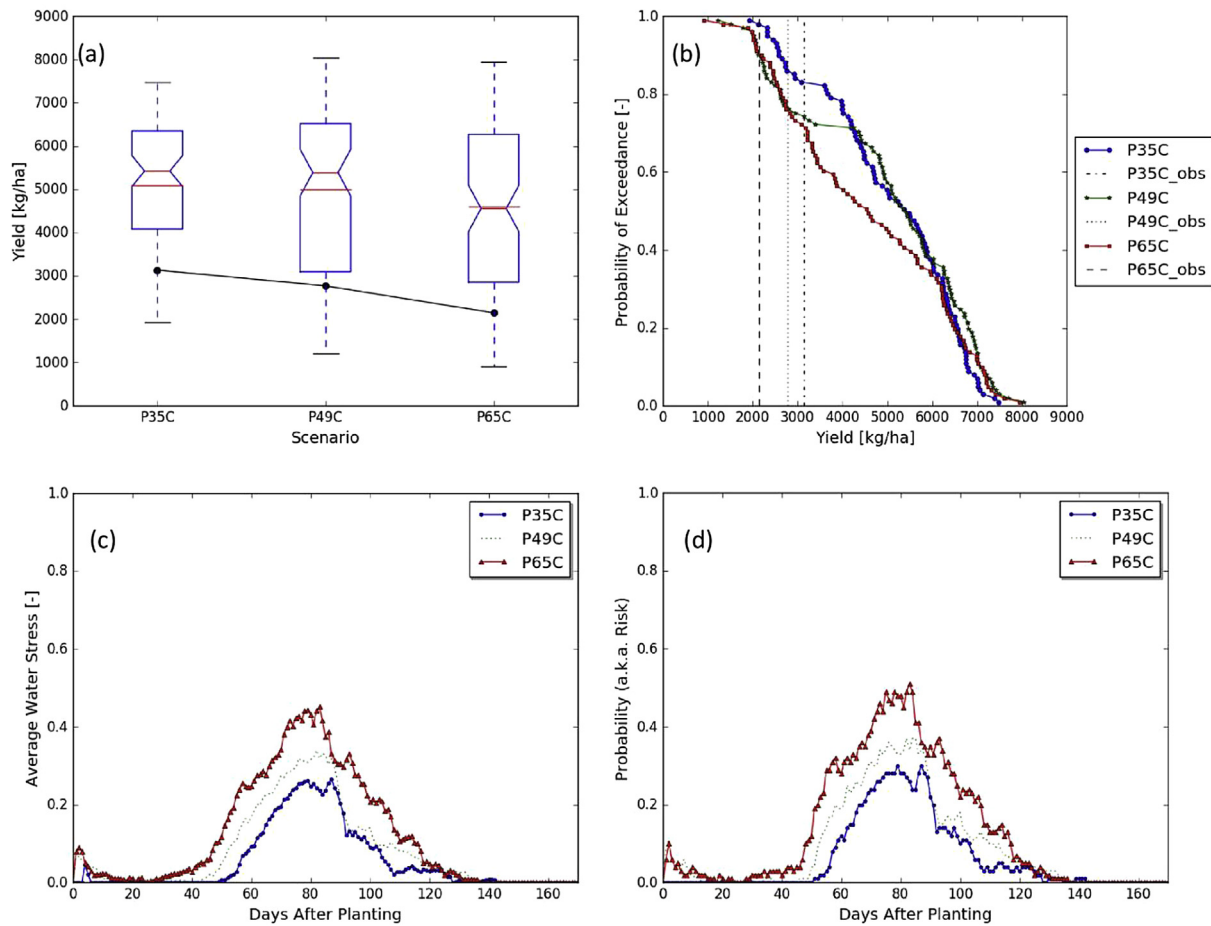 (a)
Yield [kg/ha]
9000
8000
7000
6000
5000
4000
3000
2000
1000
0
P35C P49C P65C
Scenario
(b)
Probability of Exceedance [-]
1.0
0.8
0.6
0.4
0.2
0.0
0 1000 2000 3000 4000 5000 6000 7000 8000 9000
Yield [kg/ha]
P35C
P35C_obs
P49C
P49C_obs
P65C
P65C_obs
(c)
Average Water Stress [-]
1.0
0.8
0.6
0.4
0.2
0.0
0 20 40 60 80 100 120 140 160
Days After Planting
P35C
P49C
P65C
(d)
Probability (a.k.a. Risk)
1.0
0.8
0.6
0.4
0.2
0.0
0 20 40 60 80 100 120 140 160
Days After Planting
P35C
P49C
P65C